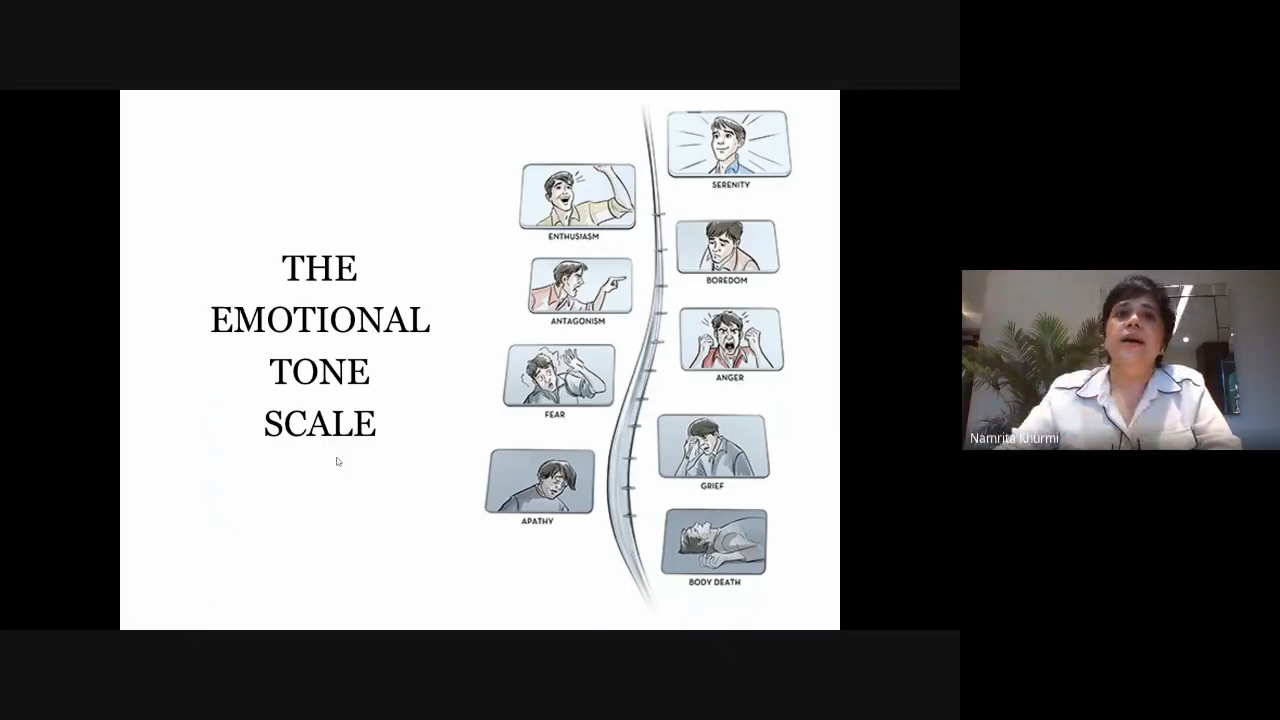 THE
EMOTIONAL
TONE
SCALE
SERENITY
ENTHUSIASM
BOREDOM
ANTAGONISM
ANGER
FEAR
GRIEF
APATHY
BODY DEATH
Namrita Khurmi